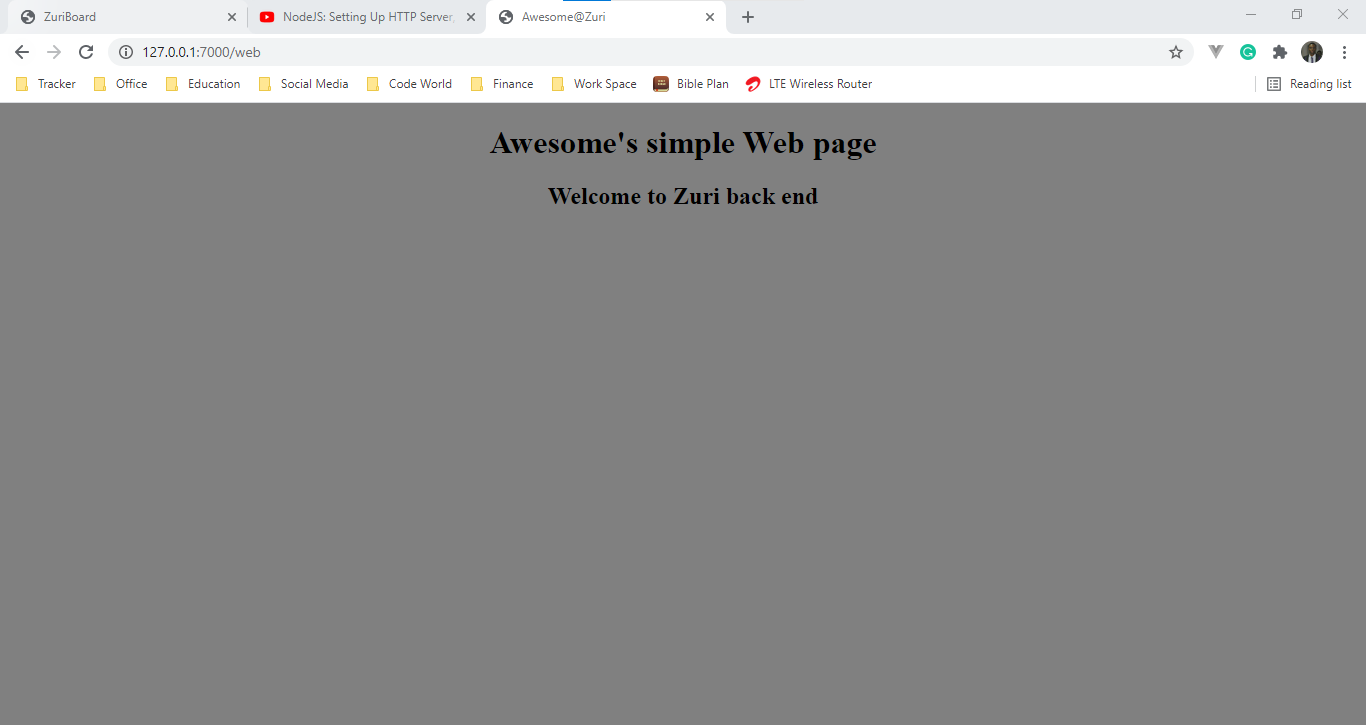 ZuriBoard
NodeJS: Setting Up HTTP Server,
Awesome@Zuri
127.0.0.1:7000/web
Tracker Office Education Social Media Code World Finance Work Space Bible Plan LTE Wireless Router Reading list
Awesome's simple Web page
Welcome to Zuri back end